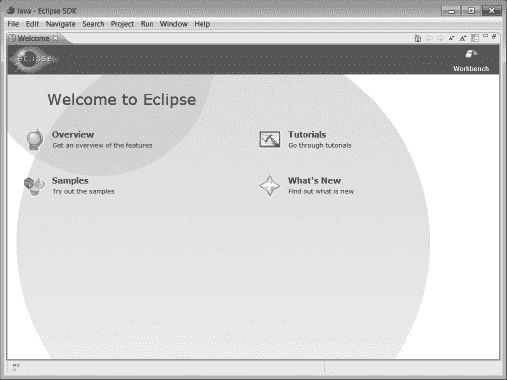 Java - Eclipse SDK
File Edit Navigate Search Project Run Window Help
Welcome
eclipse
Workbench
Welcome to Eclipse
Overview
Get an overview of the features
Tutorials
Go through tutorials
Samples
Try out the samples
What's New
Find out what is new